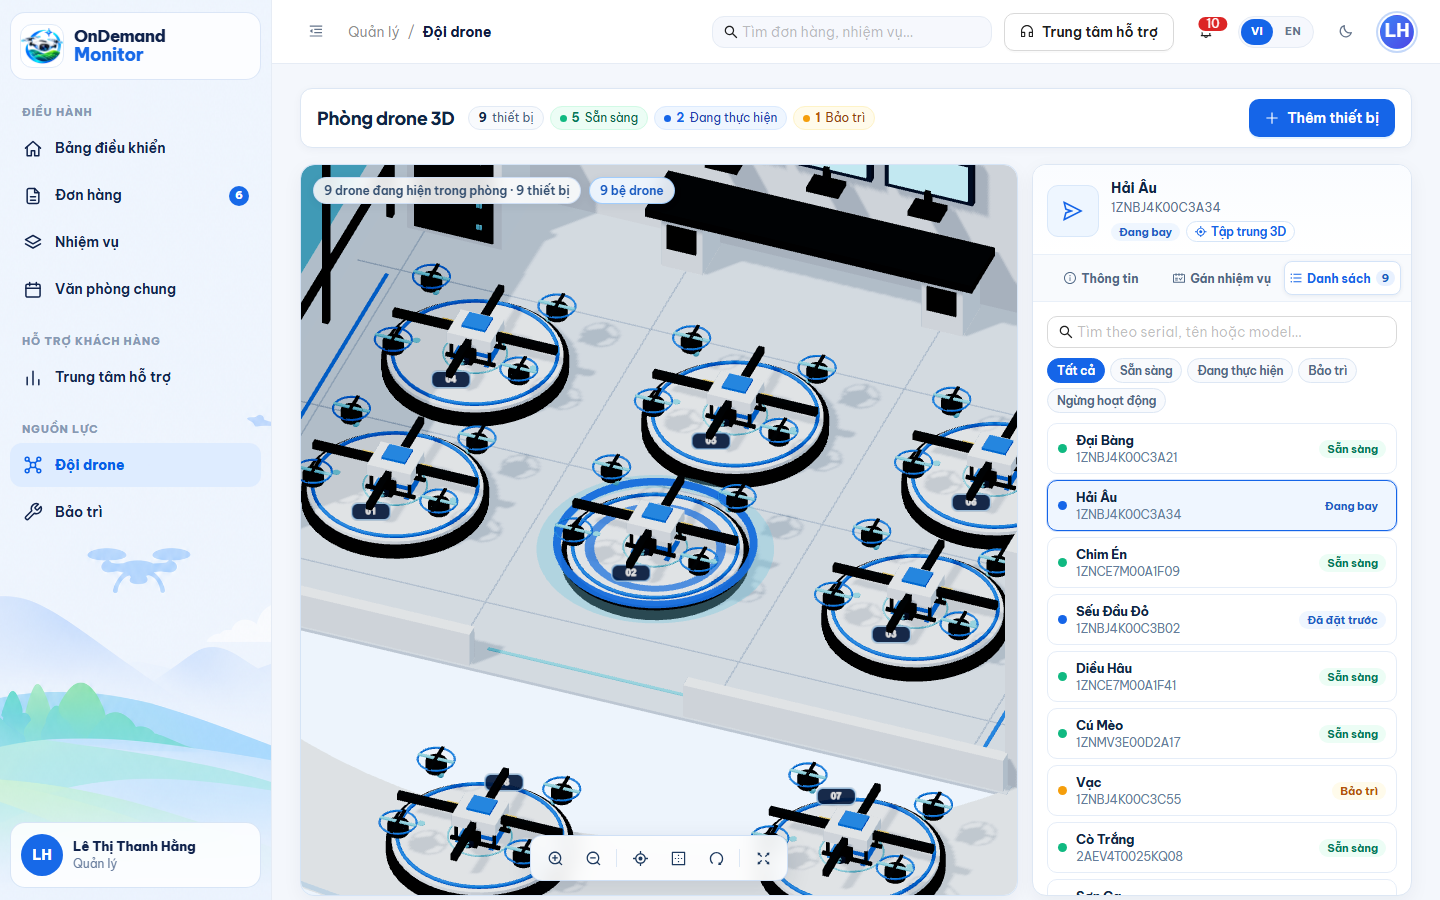 OnDemand
Monitor
ĐIỀU HÀNH
Bảng điều khiển
Đơn hàng
6
Nhiệm vụ
Văn phòng chung
HỖ TRỢ KHÁCH HÀNG
Trung tâm hỗ trợ
NGUỒN LỰC
Đội drone
Bảo trì
LH
Lê Thị Thanh Hằng
Quản lý
Quản lý / Đội drone
Tìm đơn hàng, nhiệm vụ...
Trung tâm hỗ trợ
10
VI
EN
LH
Phòng drone 3D
9 thiết bị
5 Sẵn sàng
2 Đang thực hiện
1 Bảo trì
Thêm thiết bị
9 drone đang hiện trong phòng · 9 thiết bị
9 bệ drone
04
05
01
02
06
03
07
Hải Âu
1ZNBJ4K00C3A34
Đang bay
Tập trung 3D
Thông tin
Gán nhiệm vụ
Danh sách
9
Tìm theo serial, tên hoặc model...
Tất cả
Sẵn sàng
Đang thực hiện
Bảo trì
Ngừng hoạt động
Đại Bàng
1ZNBJ4K00C3A21
Sẵn sàng
Hải Âu
1ZNBJ4K00C3A34
Đang bay
Chim Én
1ZNCE7M00A1F09
Sẵn sàng
Sếu Đầu Đỏ
1ZNBJ4K00C3B02
Đã đặt trước
Diều Hâu
1ZNCE7M00A1F41
Sẵn sàng
Cú Mèo
1ZNMV3E00D2A17
Sẵn sàng
Vạc
1ZNBJ4K00C3C55
Bảo trì
Cò Trắng
2AEV4T0025KQ08
Sẵn sàng